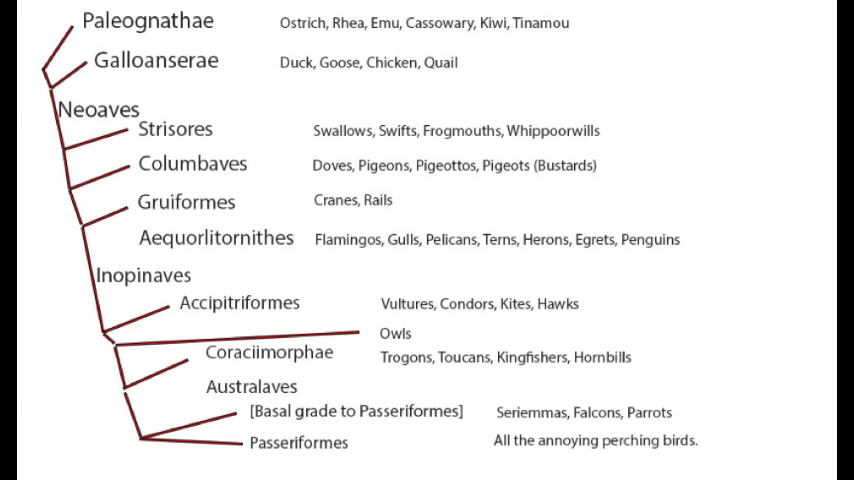 Paleognathae Ostrich, Rhea, Emu, Cassowary, Kiwi, Tinamou
Galloanserae Duck, Goose, Chicken, Quail
Neoaves
Strisores Swallows, Swifts, Frogmouths, Whippoorwills
Columbaves Doves, Pigeons, Pigeottos, Pigeots (Bustards)
Gruiformes Cranes, Rails
Aequorlitornithes Flamingos, Gulls, Pelicans, Terns, Herons, Egrets, Penguins
Inopinaves
Accipitriformes Vultures, Condors, Kites, Hawks
Owls
Coraciimorphae Trogons, Toucans, Kingfishers, Hornbills
Australaves
[Basal grade to Passeriformes] Seriemmas, Falcons, Parrots
Passeriformes All the annoying perching birds.